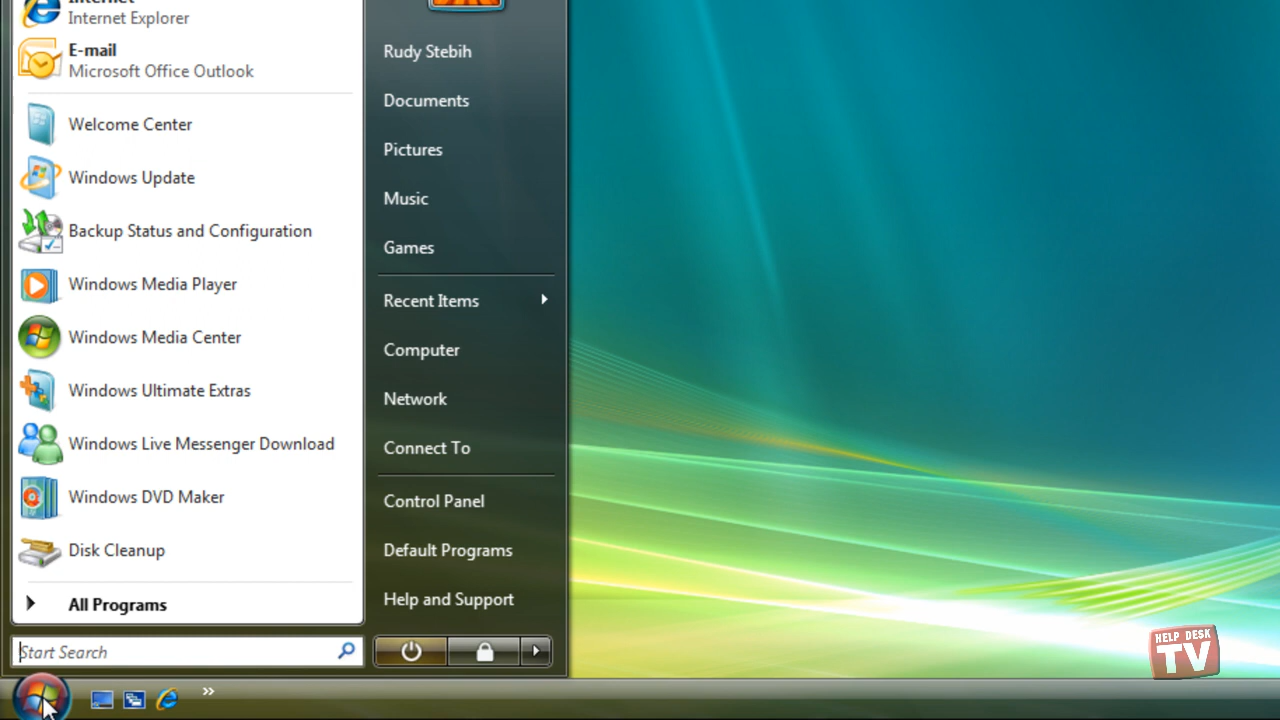 Internet
Internet Explorer
E-mail
Microsoft Office Outlook
Welcome Center
Windows Update
Backup Status and Configuration
Windows Media Player
Windows Media Center
Windows Ultimate Extras
Windows Live Messenger Download
Windows DVD Maker
Disk Cleanup
All Programs
Start Search
Rudy Stebih
Documents
Pictures
Music
Games
Recent Items
Computer
Network
Connect To
Control Panel
Default Programs
Help and Support
HELP DESK
TV